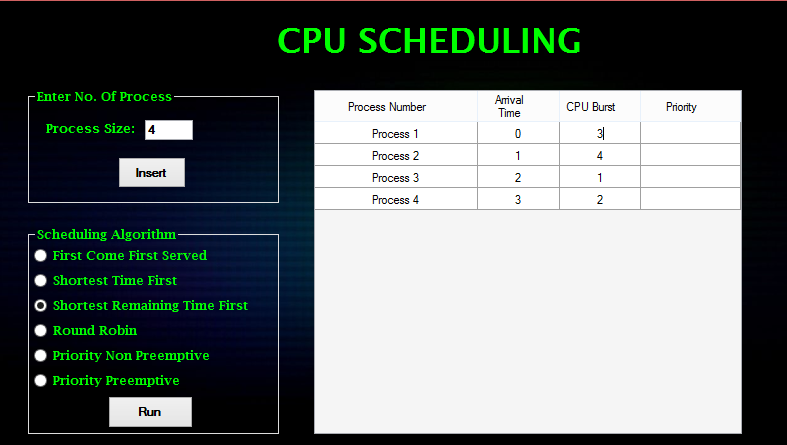 CPU SCHEDULING
Enter No. Of Process
Process Size: 4
Insert
Scheduling Algorithm
First Come First Served
Shortest Time First
Shortest Remaining Time First
Round Robin
Priority Non Preemptive
Priority Preemptive
Run
Process Number Arrival Time CPU Burst Priority
Process 1 0 3
Process 2 1 4
Process 3 2 1
Process 4 3 2